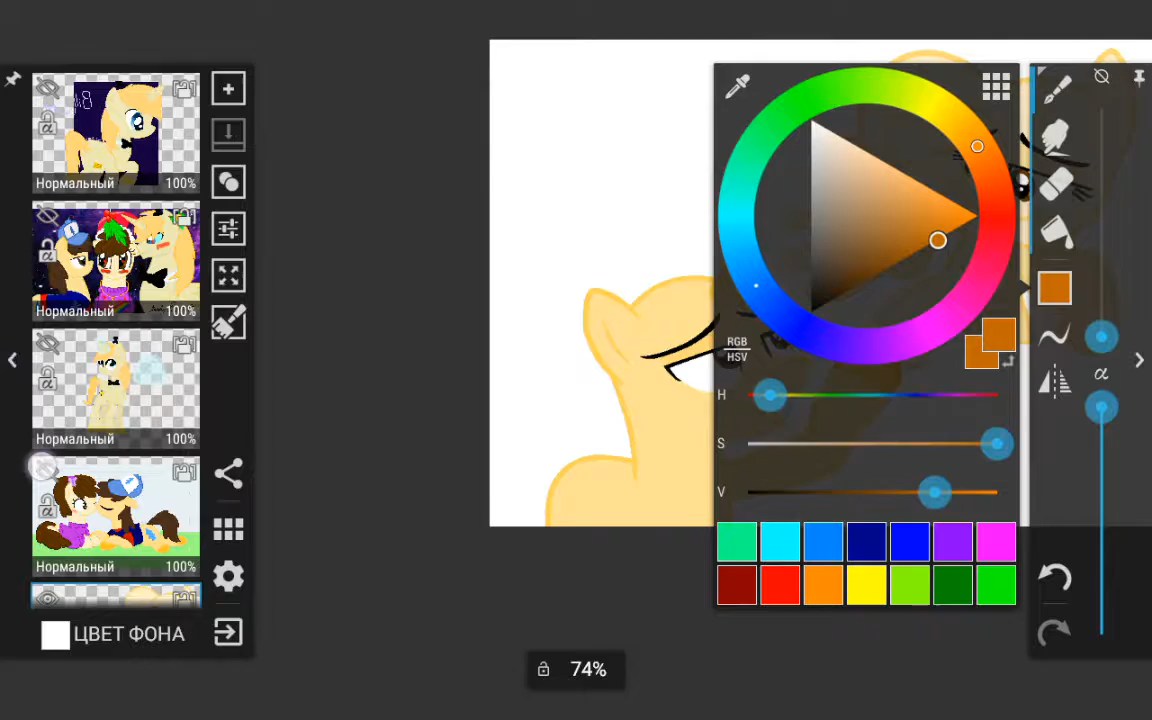 Нормальный 100%
Нормальный 100%
Нормальный 100%
Нормальный 100%
ЦВЕТ ФОНА
RGB
HSV
H
S
V
α
74%